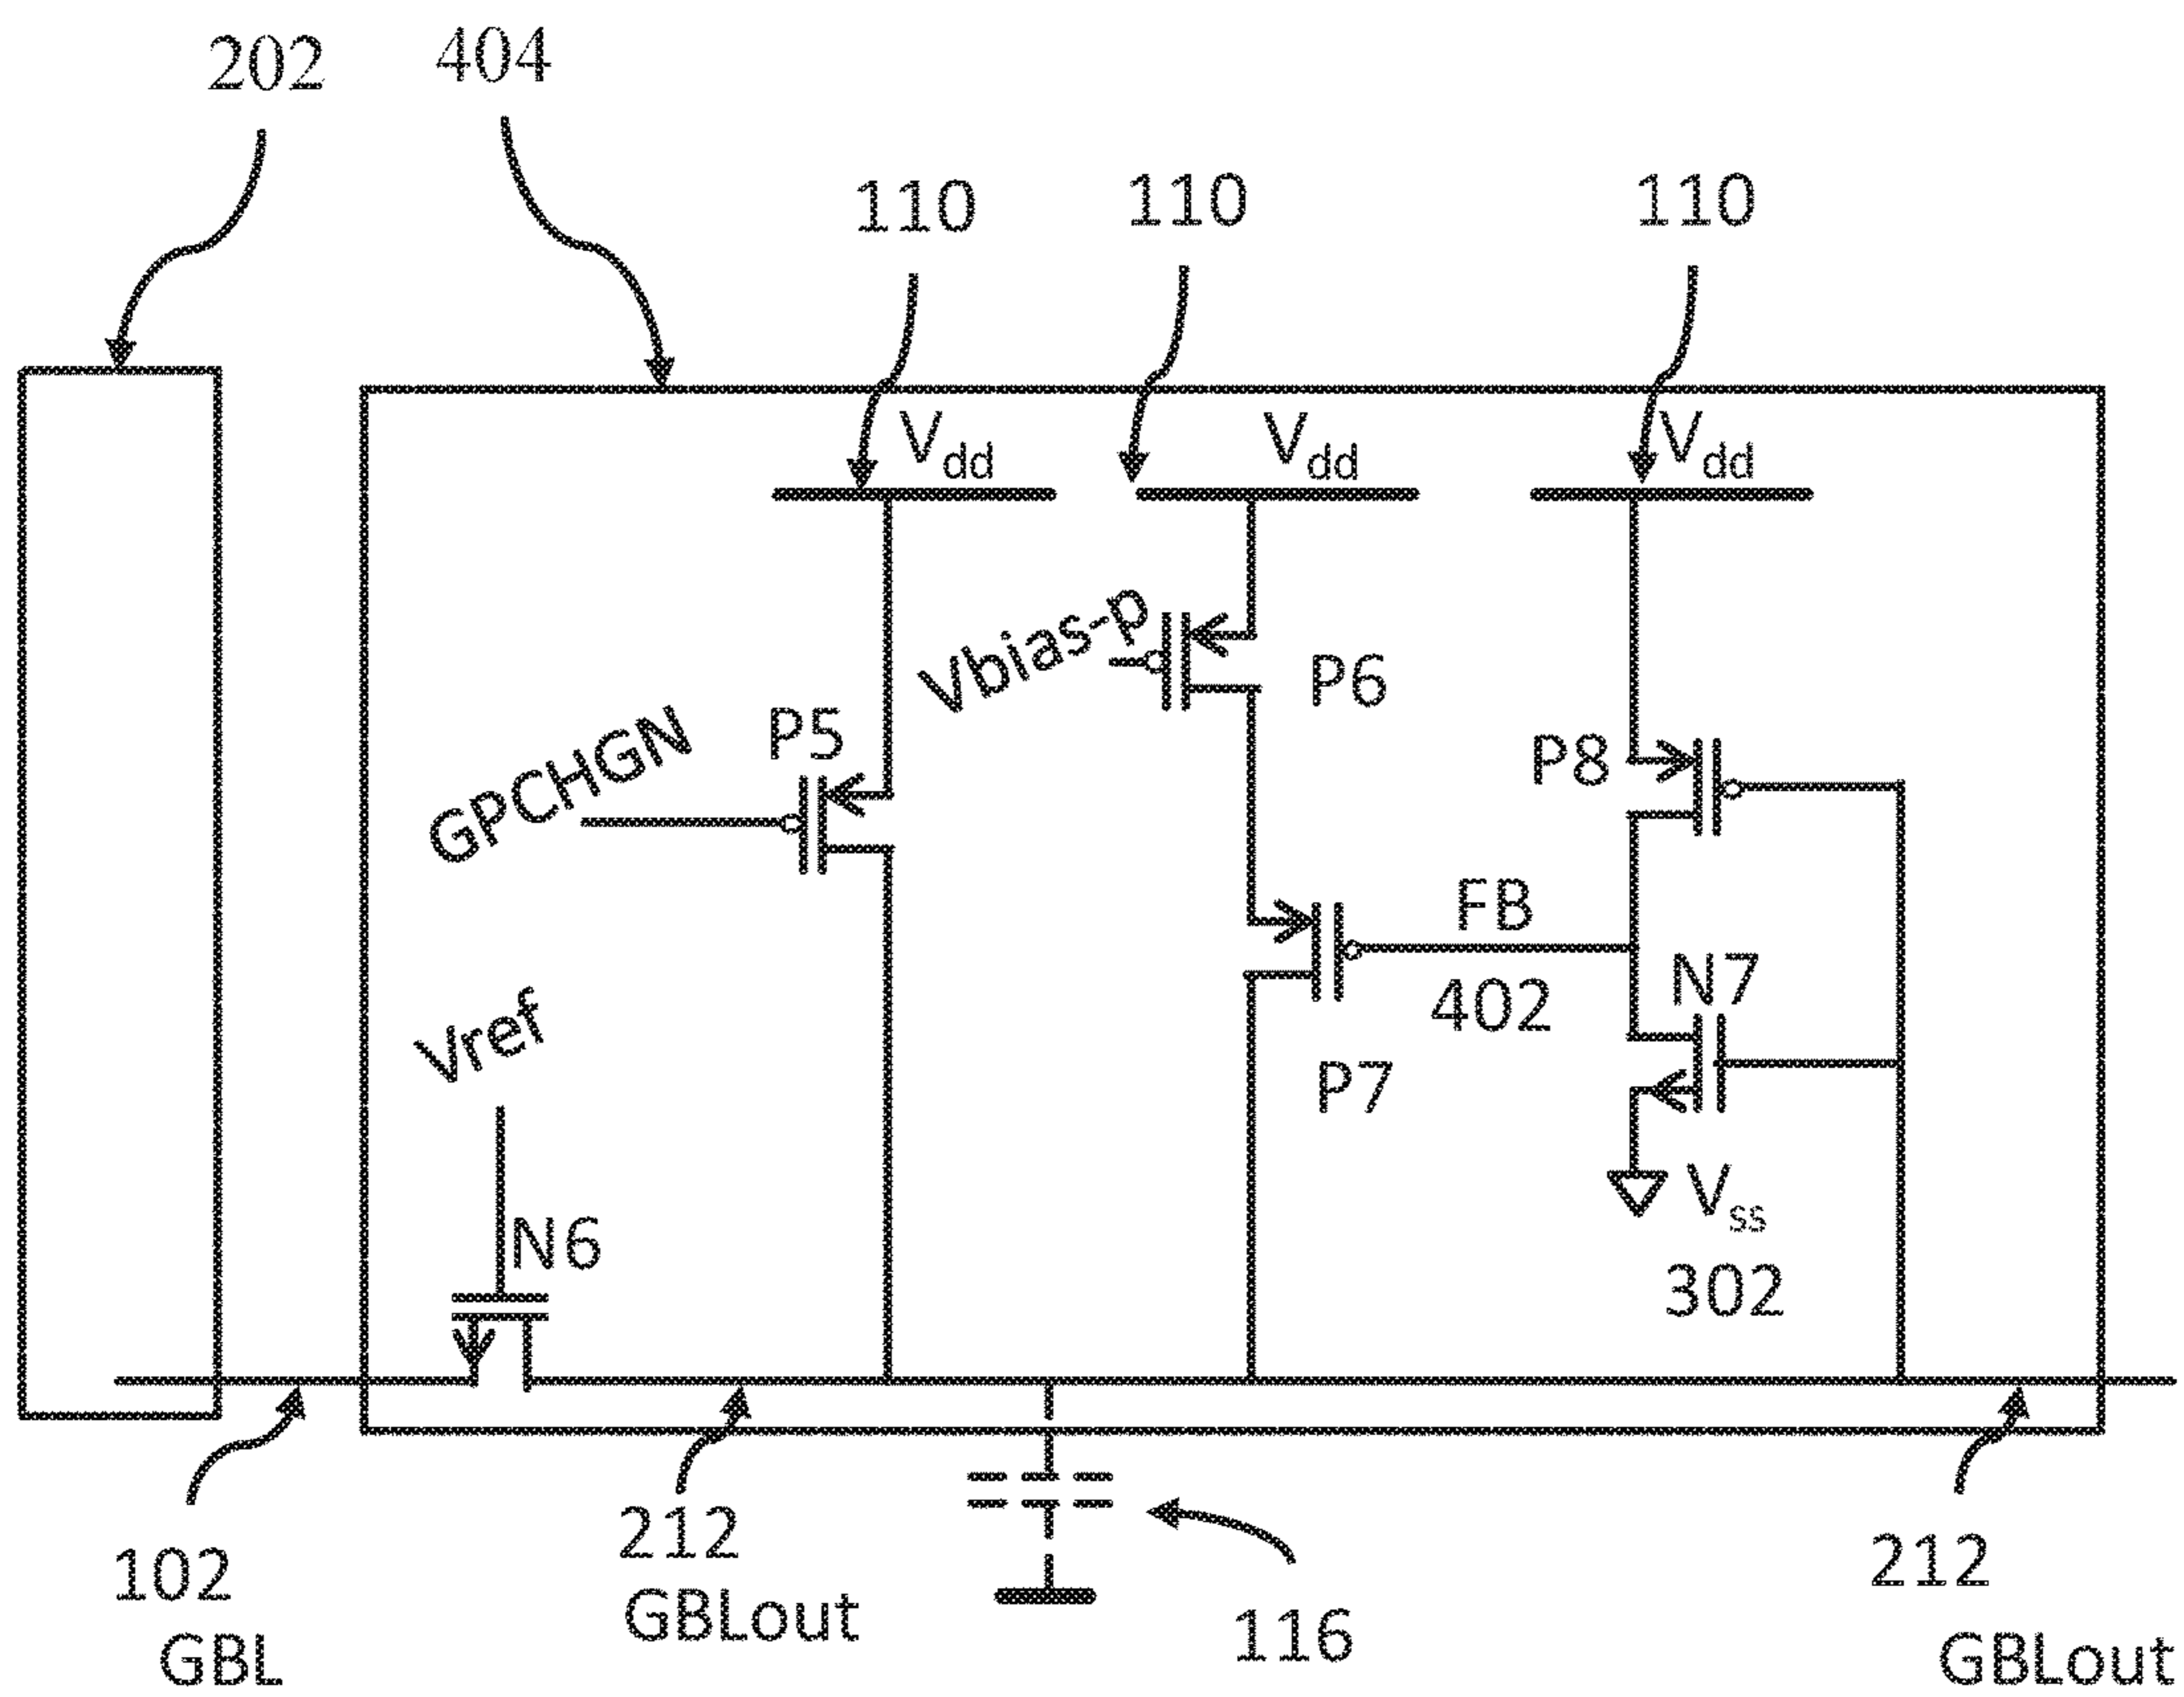 202
404
110
110
110
Vdd
Vdd
Vdd
Vbias-p
P6
GPCHGN
P5
P8
FB
402
N7
Vref
P7
Vss
302
N6
102
GBL
212
GBLout
116
212
GBLout